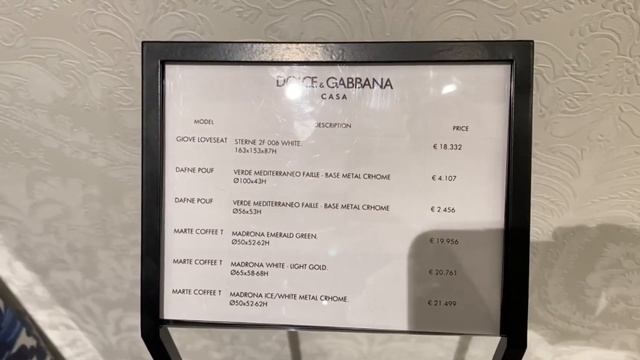 DOLCE & GABBANA
CASA
MODEL DESCRIPTION PRICE
GIOVE LOVESEAT STERNE 2F 006 WHITE. € 18.332
163x153x87H
DAFNE POUF VERDE MEDITERRANEO FAILLE - BASE METAL CRHOME € 4.107
Ø100x43H
DAFNE POUF VERDE MEDITERRANEO FAILLE - BASE METAL CRHOME € 2.456
Ø56x53H
MARTE COFFEE T MADRONA EMERALD GREEN. € 19.956
Ø50x52-62H
MARTE COFFEE T MADRONA WHITE - LIGHT GOLD. € 20.761
Ø65x58-68H
MARTE COFFEE T MADRONA ICE/WHITE METAL CRHOME. € 21.499
Ø50x52-62H